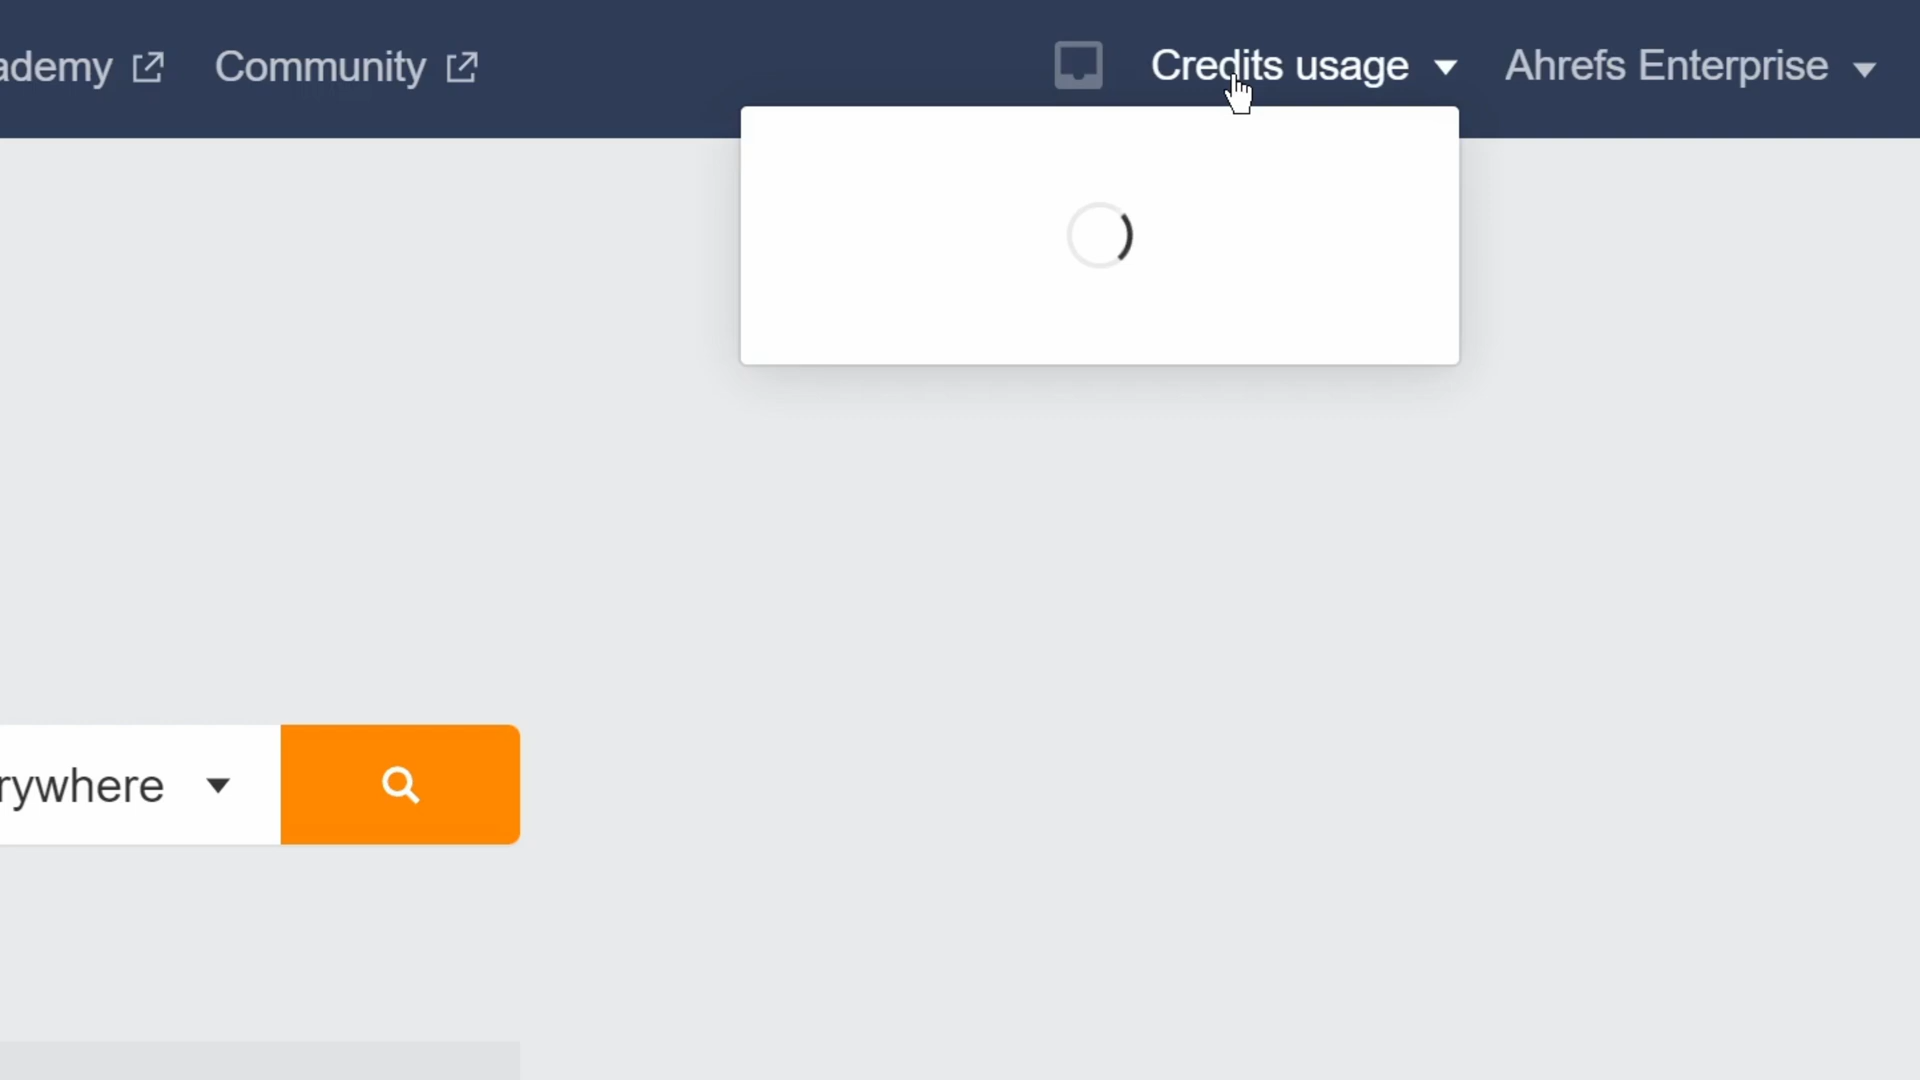 ademy
Community
Credits usage
Ahrefs Enterprise
rywhere